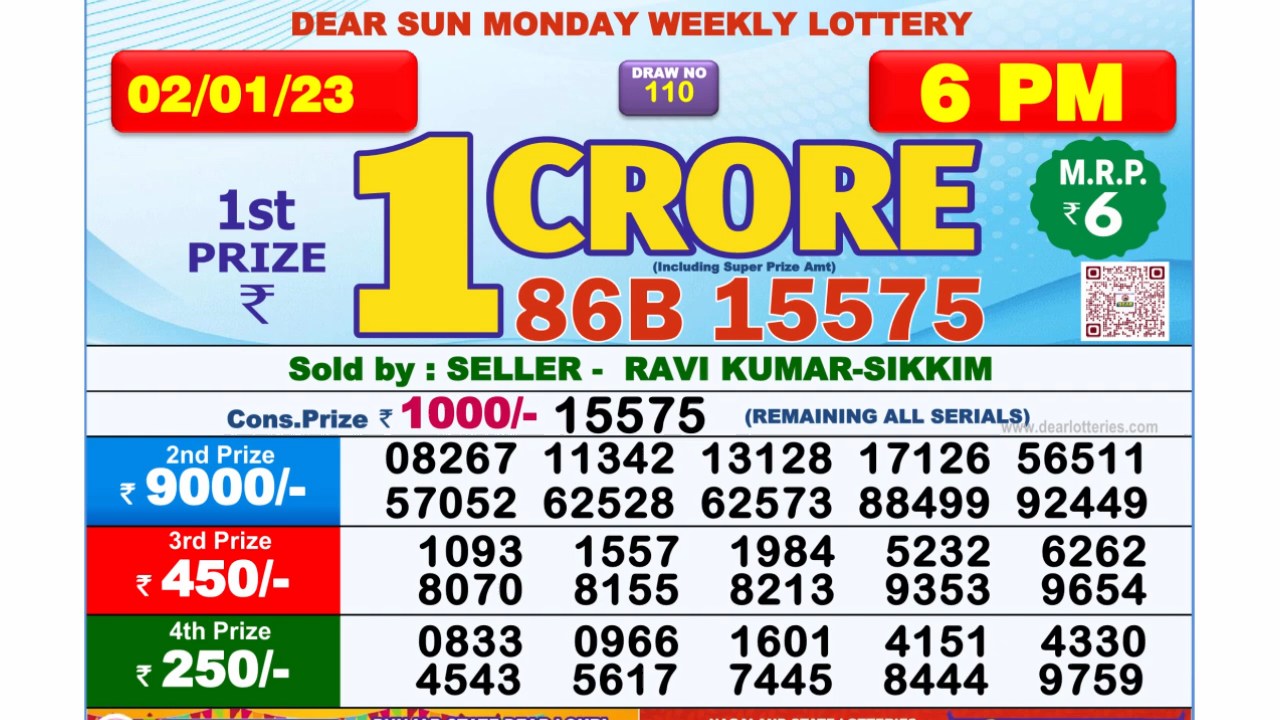 DEAR SUN MONDAY WEEKLY LOTTERY
02/01/23
DRAW NO
110
6 PM
1st
PRIZE
₹
1 CRORE
(Including Super Prize Amt)
86B 15575
M.R.P.
₹6
Sold by : SELLER - RAVI KUMAR-SIKKIM
Cons.Prize ₹ 1000/- 15575 (REMAINING ALL SERIALS)
www.dearlotteries.com
2nd Prize
₹ 9000/-
08267 11342 13128 17126 56511
57052 62528 62573 88499 92449
3rd Prize
₹ 450/-
1093 1557 1984 5232 6262
8070 8155 8213 9353 9654
4th Prize
₹ 250/-
0833 0966 1601 4151 4330
4543 5617 7445 8444 9759